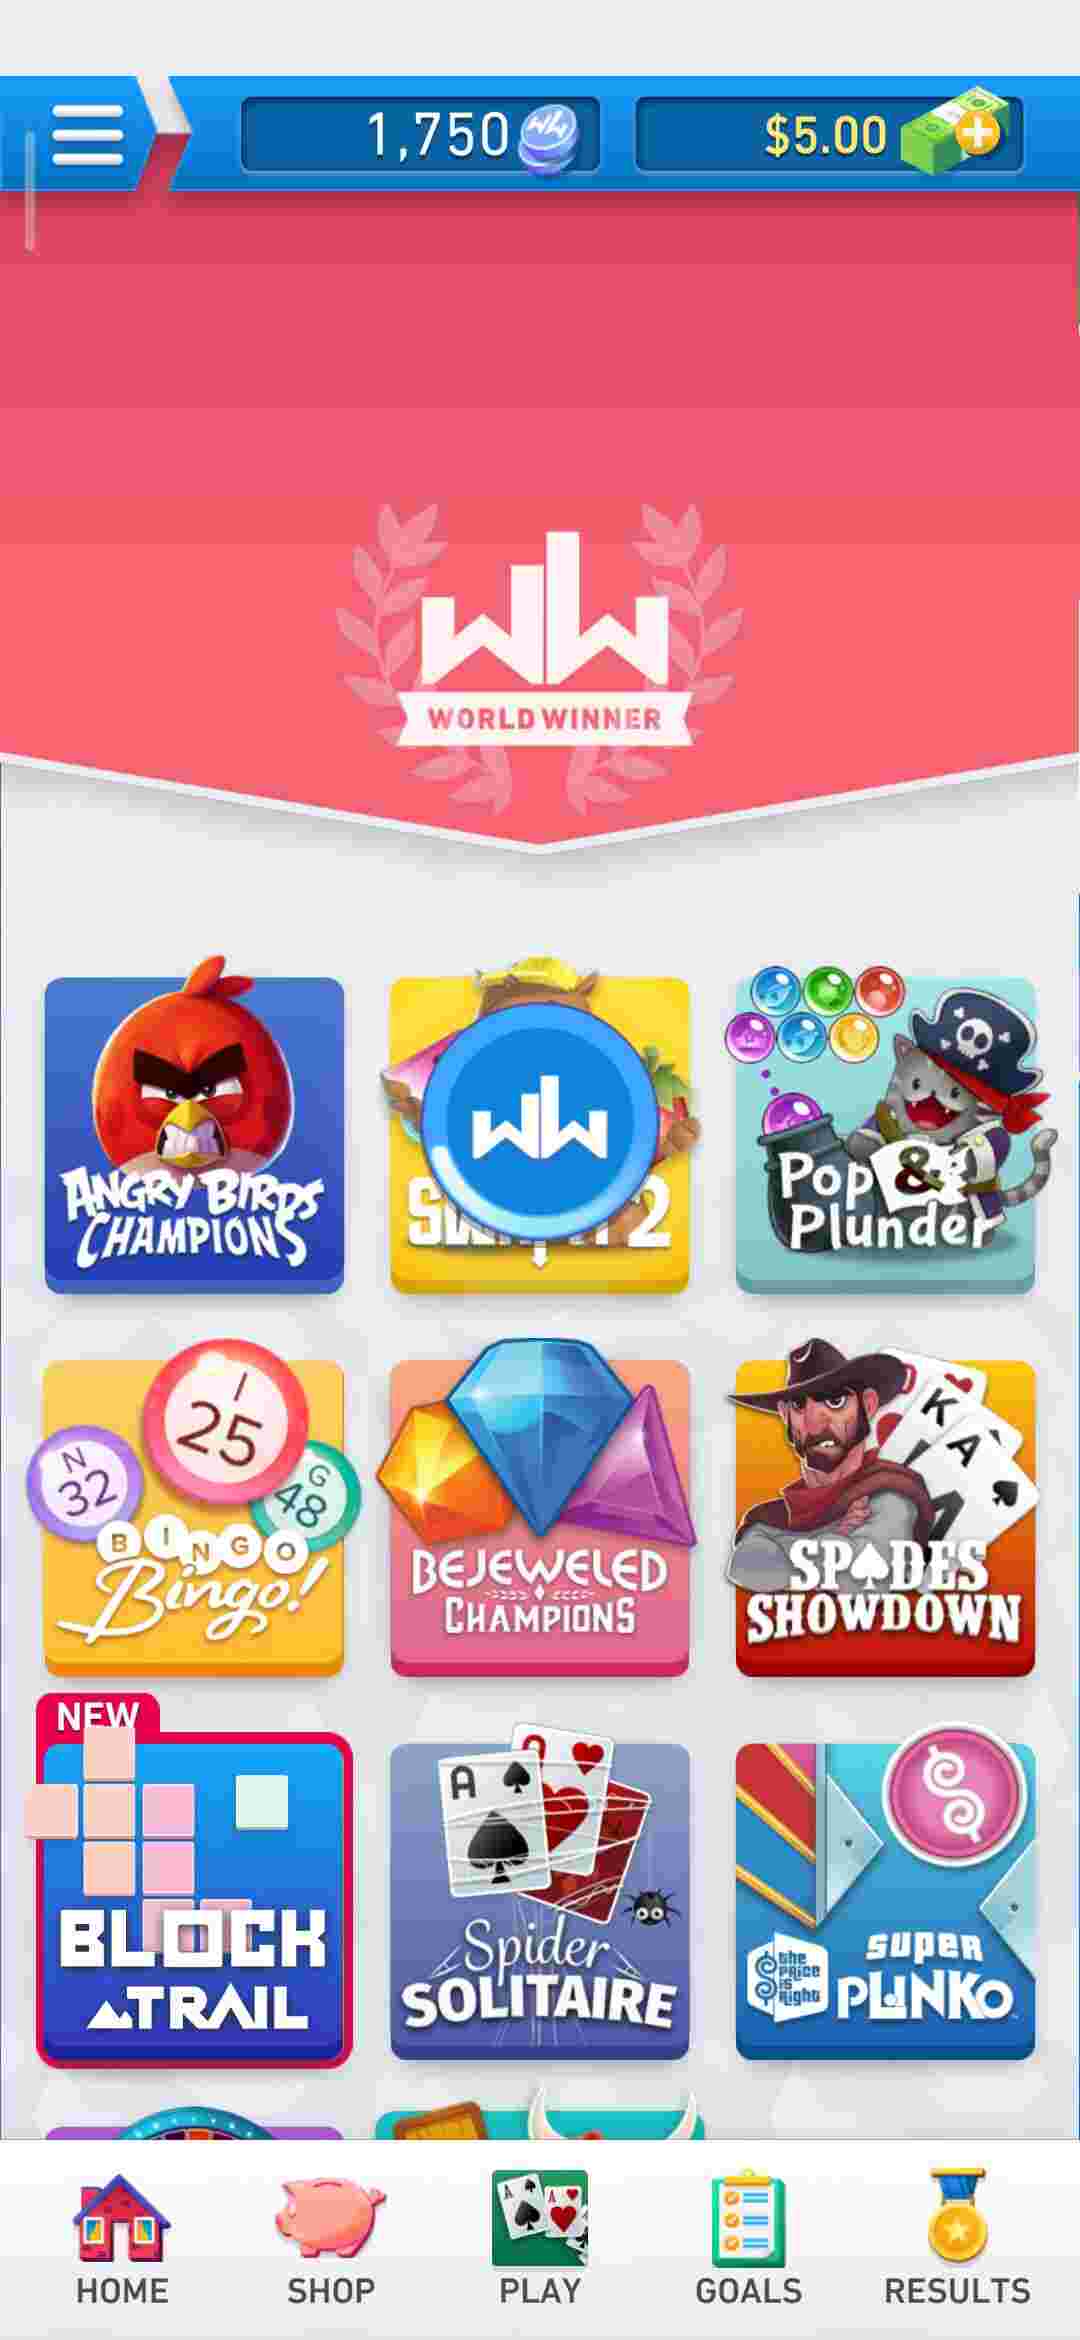 1,750
$5.00
WW
WORLD WINNER
ANGRY BIRDS
CHAMPIONS
WW
2
Pop &
Plunder
I
25
N
32
G
48
BINGO
Bingo!
BEJEWELED
CHAMPIONS
K
A
SPADES
SHOWDOWN
NEW
BLOCK
TRAIL
A
Spider
SOLITAIRE
the
PRICE
IS
Right
SUPER
PLINKO
HOME
SHOP
PLAY
GOALS
RESULTS